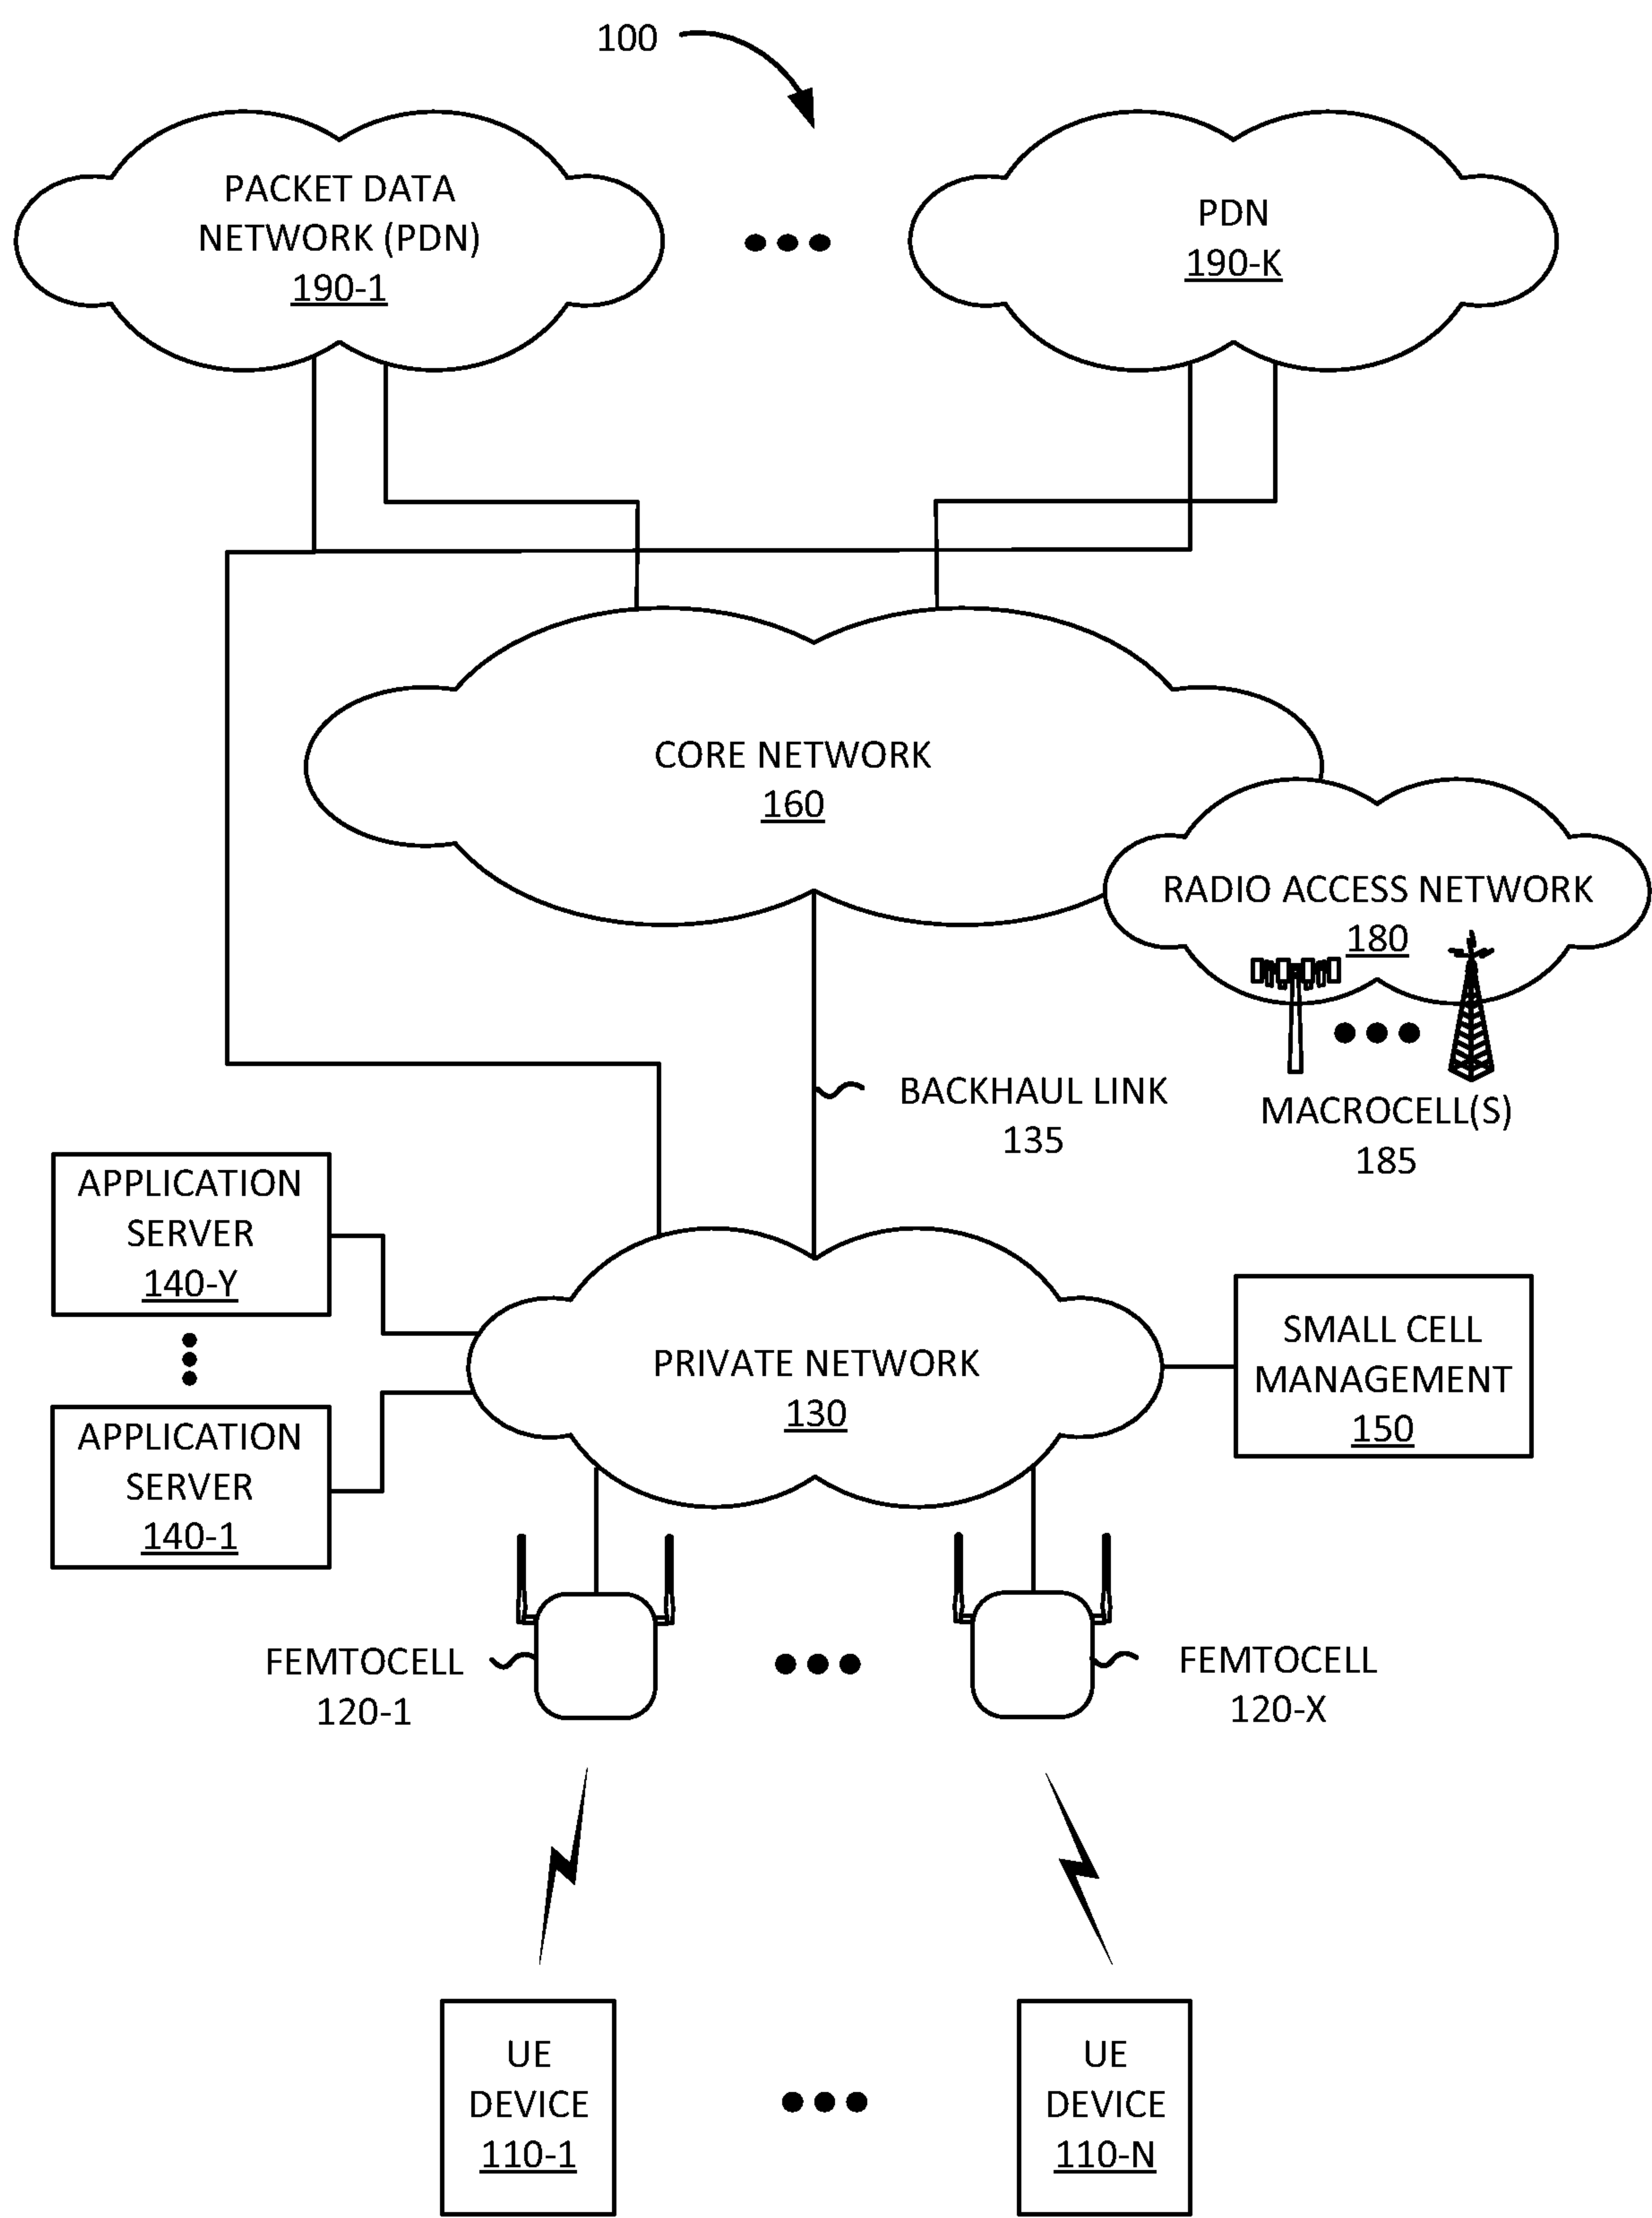 100
PACKET DATA
NETWORK (PDN)
190-1
PDN
190-K
CORE NETWORK
160
RADIO ACCESS NETWORK
180
BACKHAUL LINK
135
MACROCELL(S)
185
APPLICATION
SERVER
140-Y
PRIVATE NETWORK
130
SMALL CELL
MANAGEMENT
150
APPLICATION
SERVER
140-1
FEMTOCELL
120-1
FEMTOCELL
120-X
UE
DEVICE
110-1
UE
DEVICE
110-N